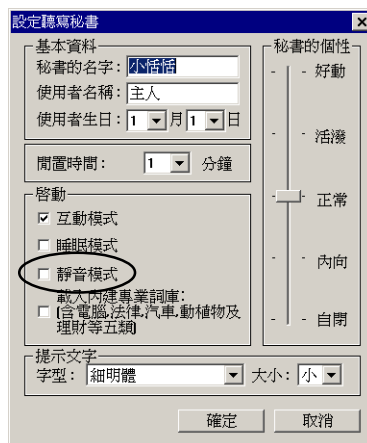 設定聽寫秘書
基本資料
秘書的名字：小恬恬
使用者名稱：主人
使用者生日：1 月 1 日
閒置時間： 1 分鐘
啓動
互動模式
睡眠模式
靜音模式
載入內建專業詞庫：
(含電腦.法律.汽車.動植物及
理財等五類)
秘書的個性
好動
活潑
正常
內向
自閉
提示文字
字型：細明體 大小：小
確定 取消